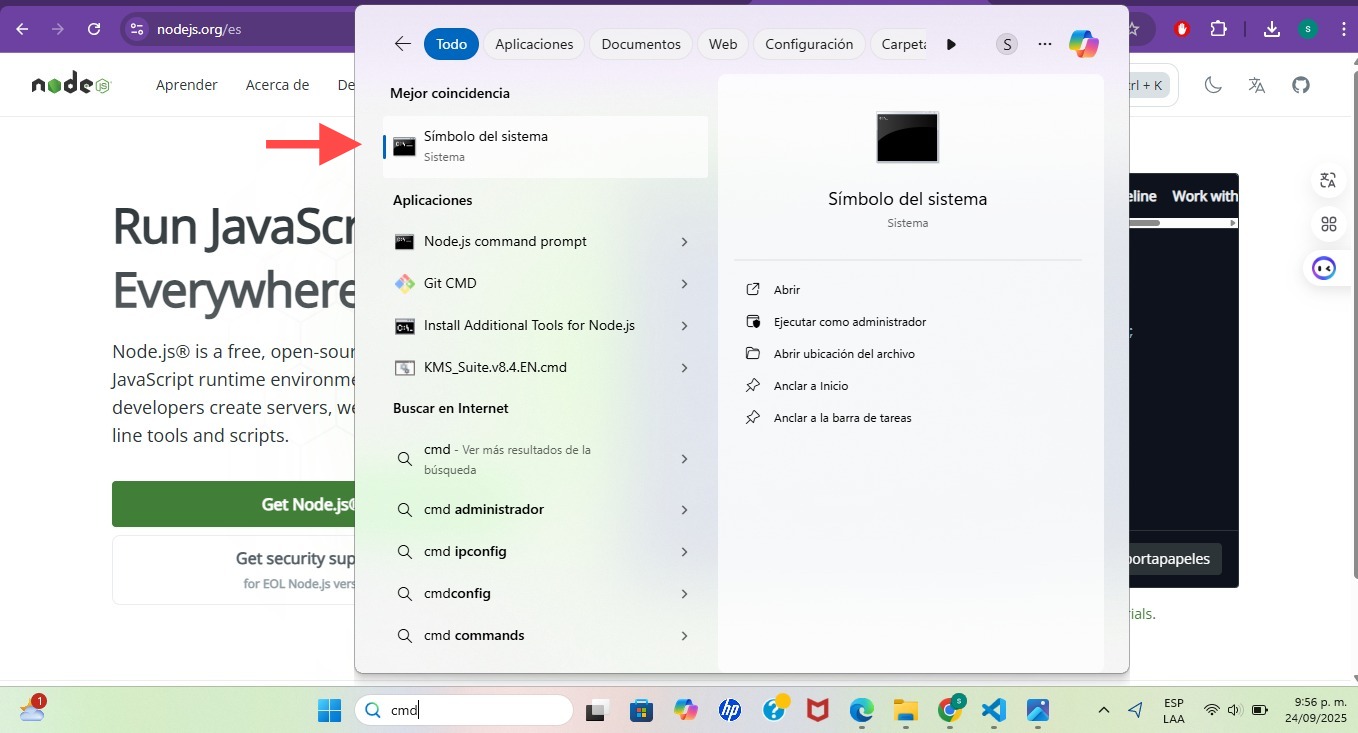 nodejs.org/es
Todo
Aplicaciones
Documentos
Web
Configuración
Carpeta
S
s
node
JS
Aprender
Acerca de
De
trl + K
Mejor coincidencia
Símbolo del sistema
Sistema
Aplicaciones
Node.js command prompt
Git CMD
Install Additional Tools for Node.js
KMS_Suite.v8.4.EN.cmd
Buscar en Internet
cmd - Ver más resultados de la
búsqueda
cmd administrador
cmd ipconfig
cmdconfig
cmd commands
Símbolo del sistema
Sistema
Abrir
Ejecutar como administrador
Abrir ubicación del archivo
Anclar a Inicio
Anclar a la barra de tareas
Run JavaScr
Everywhere
Node.js® is a free, open-sour
JavaScript runtime environme
developers create servers, we
line tools and scripts.
Get Node.js®
Get security sup
for EOL Node.js vers
eline
Work with
;
portapapeles
rials.
1
cmd
hp
S
ESP
LAA
9:56 p. m.
24/09/2025